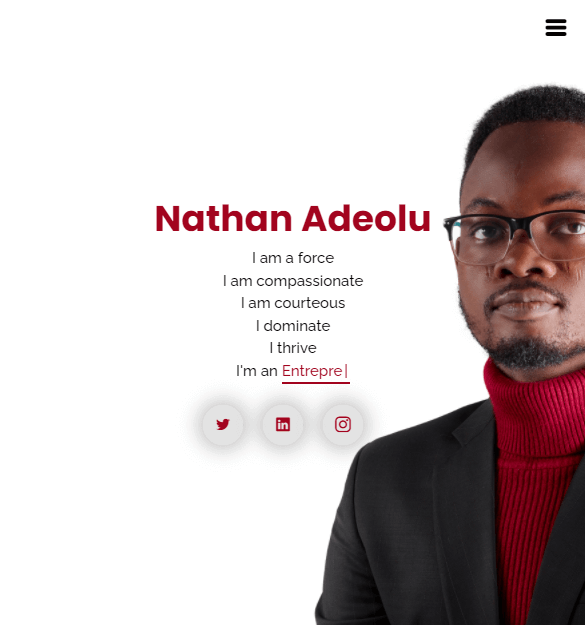 Nathan Adeolu
I am a force
I am compassionate
I am courteous
I dominate
I thrive
I'm an Entrepre|